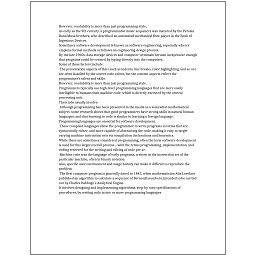 However, readability is more than just programming style.
As early as the 9th century, a programmable music sequencer was invented by the Persian
Banu Musa brothers, who described an automated mechanical flute player in the Book of
Ingenious Devices.
Sometimes software development is known as software engineering, especially when it
employs formal methods or follows an engineering design process.
By the late 1960s, data storage devices and computer terminals became inexpensive enough
that programs could be created by typing directly into the computers.
Some of these factors include:
The presentation aspects of this (such as indents, line breaks, color highlighting, and so on)
are often handled by the source code editor, but the content aspects reflect the
programmer's talent and skills.
However, readability is more than just programming style.
Programmers typically use high-level programming languages that are more easily
intelligible to humans than machine code, which is directly executed by the central
processing unit.
There are usually
Although programming has been presented in the media as a somewhat mathematical
subject, some research shows that good programmers have strong skills in natural human
languages, and that learning to code is similar to learning a foreign language.
Programming languages are essential for software development.
These compiled languages allow the programmer to write programs in terms that are
syntactically richer, and more capable of abstracting the code, making it easy to target
varying machine instruction sets via compilation declarations and heuristics.
While these are sometimes considered programming, often the term software development
is used for this larger overall process – with the terms programming, implementation, and
coding reserved for the writing and editing of code per se.
Machine code was the language of early programs, written in the instruction set of the
particular machine, often in binary notation.
Also, specific user environment and usage history can make it difficult to reproduce the
problem.
The first computer program is generally dated to 1843, when mathematician Ada Lovelace
published an algorithm to calculate a sequence of Bernoulli numbers, intended to be carried
out by Charles Babbage's Analytical Engine.
It involves designing and implementing algorithms, step-by-step specifications of
procedures, by writing code in one or more programming languages.